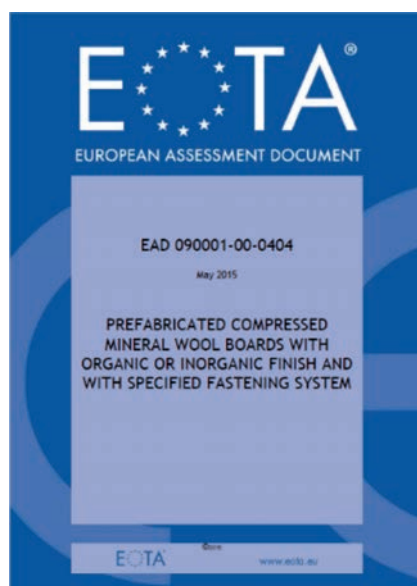 EOTA®
EUROPEAN ASSESSMENT DOCUMENT
EAD 090001-00-0404
May 2015
PREFABRICATED COMPRESSED
MINERAL WOOL BOARDS WITH
ORGANIC OR INORGANIC FINISH AND
WITH SPECIFIED FASTENING SYSTEM
EOTA
www.eota.eu